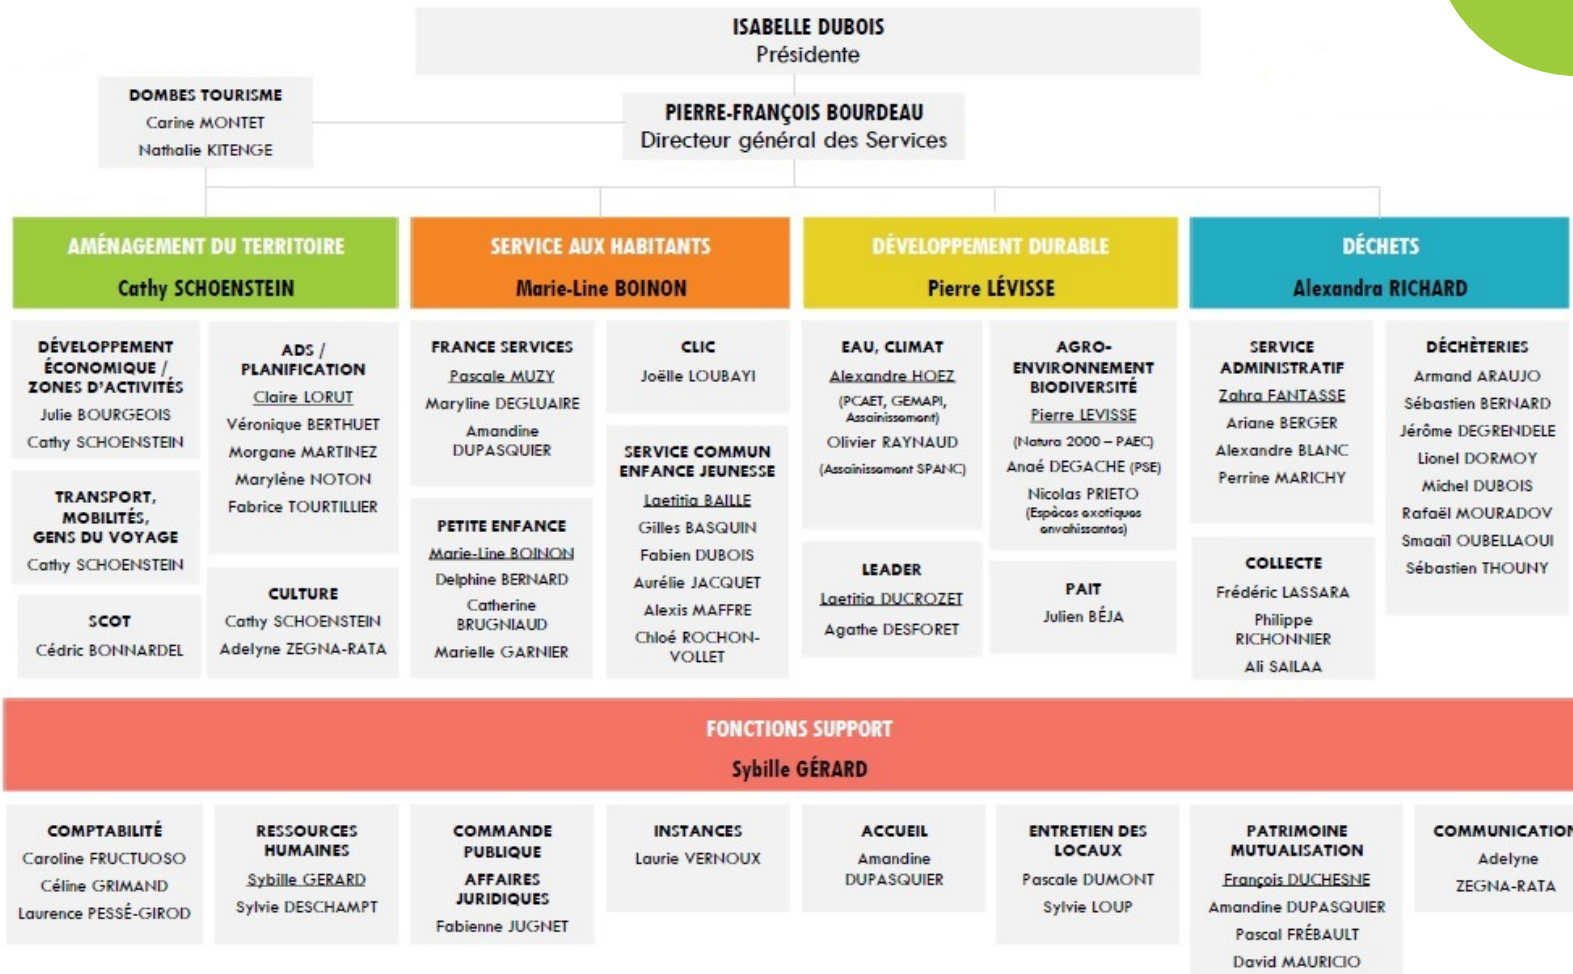 ISABELLE DUBOIS
Présidente
DOMBES TOURISME
Carine MONTET
Nathalie KITENGE
PIERRE-FRANÇOIS BOURDEAU
Directeur général des Services
AMÉNAGEMENT DU TERRITOIRE
Cathy SCHOENSTEIN
DÉVELOPPEMENT
ÉCONOMIQUE /
ZONES D'ACTIVITÉS
Julie BOURGEOIS
Cathy SCHOENSTEIN
TRANSPORT,
MOBILITÉS,
GENS DU VOYAGE
Cathy SCHOENSTEIN
SCOT
Cédric BONNARDEL
ADS /
PLANIFICATION
Claire LORUT
Véronique BERTHUET
Morgane MARTINEZ
Marylène NOTON
Fabrice TOURTILLIER
CULTURE
Cathy SCHOENSTEIN
Adelyne ZEGNA-RATA
SERVICE AUX HABITANTS
Marie-Line BOINON
FRANCE SERVICES
Pascale MUZY
Maryline DEGLUAIRE
Amandine
DUPASQUIER
PETITE ENFANCE
Marie-Line BOINON
Delphine BERNARD
Catherine
BRUGNIAUD
Marielle GARNIER
CLIC
Joëlle LOUBAYI
SERVICE COMMUN
ENFANCE JEUNESSE
Laetitia BAILLE
Gilles BASQUIN
Fabien DUBOIS
Aurélie JACQUET
Alexis MAFFRE
Chloé ROCHON-
VOLLET
DÉVELOPPEMENT DURABLE
Pierre LÉVISSE
EAU, CLIMAT
Alexandre HOEZ
(PCAET, GEMAPI,
Assainissement)
Olivier RAYNAUD
(Assainissement SPANC)
LEADER
Laetitia DUCROZET
Agathe DESFORET
AGRO-
ENVIRONNEMENT
BIODIVERSITÉ
Pierre LEVISSE
(Natura 2000 – PAEC)
Anaé DEGACHE (PSE)
Nicolas PRIETO
(Espèces exotiques
envahissantes)
PAIT
Julien BÉJA
DÉCHETS
Alexandra RICHARD
SERVICE
ADMINISTRATIF
Zahra FANTASSE
Ariane BERGER
Alexandre BLANC
Perrine MARICHY
COLLECTE
Frédéric LASSARA
Philippe
RICHONNIER
Ali SAILAA
DÉCHÈTERIES
Armand ARAUJO
Sébastien BERNARD
Jérôme DEGRENDELE
Lionel DORMOY
Michel DUBOIS
Rafaël MOURADOV
Smaaïl OUBELLAOUI
Sébastien THOUNY
FONCTIONS SUPPORT
Sybille GÉRARD
COMPTABILITÉ
Caroline FRUCTUOSO
Céline GRIMAND
Laurence PESSÉ-GIROD
RESSOURCES
HUMAINES
Sybille GERARD
Sylvie DESCHAMPT
COMMANDE
PUBLIQUE
AFFAIRES
JURIDIQUES
Fabienne JUGNET
INSTANCES
Laurie VERNOUX
ACCUEIL
Amandine
DUPASQUIER
ENTRETIEN DES
LOCAUX
Pascale DUMONT
Sylvie LOUP
PATRIMOINE
MUTUALISATION
François DUCHESNE
Amandine DUPASQUIER
Pascal FRÉBAULT
David MAURICIO
COMMUNICATION
Adelyne
ZEGNA-RATA